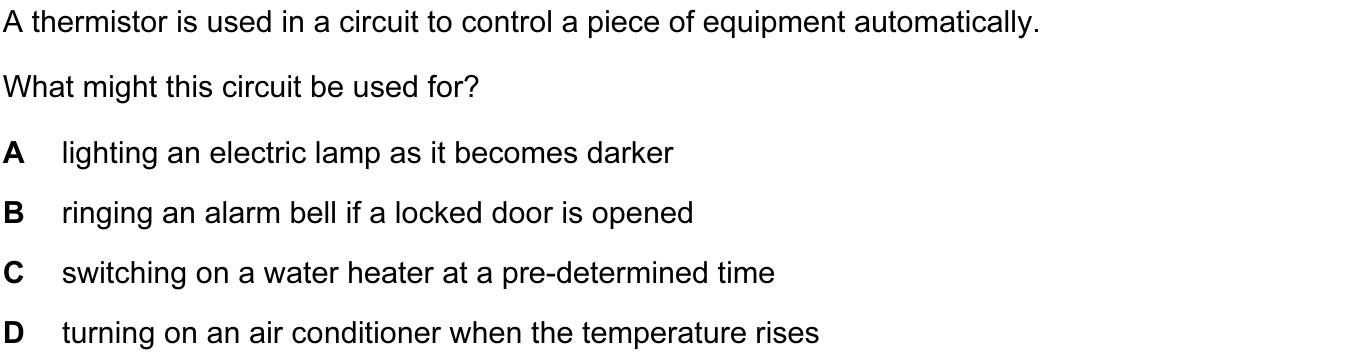 A thermistor is used in a circuit to control a piece of equipment automatically.
What might this circuit be used for?
A lighting an electric lamp as it becomes darker
B ringing an alarm bell if a locked door is opened
C switching on a water heater at a pre-determined time
D turning on an air conditioner when the temperature rises